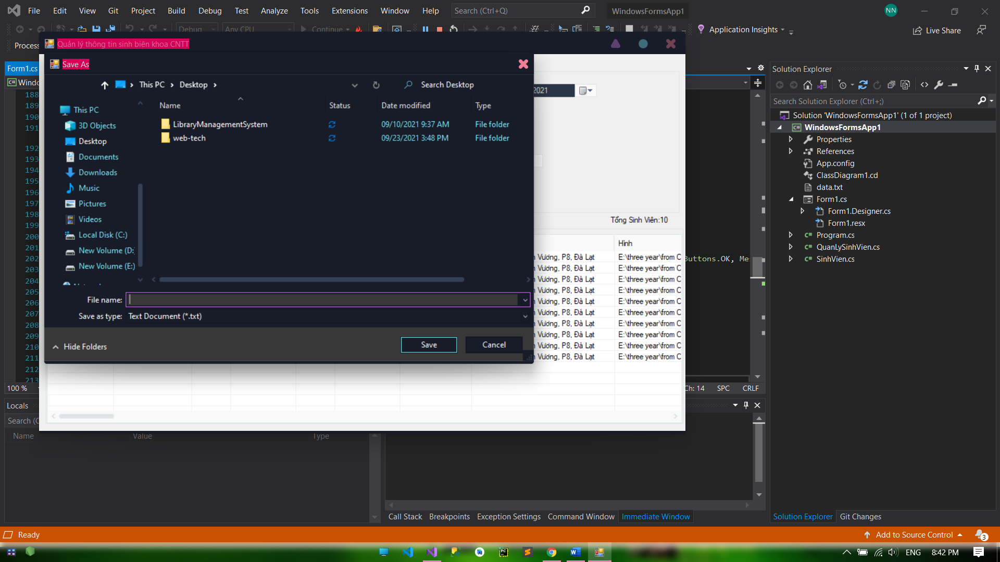 File Edit View Git Project Build Debug Test Analyze Tools Extensions Window Help Search (Ctrl+Q) WindowsFormsApp1 NN
Debug Any CPU Continue Application Insights Live Share
Process
Quản lý thông tin sinh biên khoa CNTT
Save As
This PC > Desktop >
Search Desktop
Name Status Date modified Type
LibraryManagementSystem 09/10/2021 9:37 AM File folder
web-tech 09/23/2021 3:48 PM File folder
This PC
3D Objects
Desktop
Documents
Downloads
Music
Pictures
Videos
Local Disk (C:)
New Volume (D:
New Volume (E:)
File name:
Save as type: Text Document (*.txt)
Hide Folders
Save
Cancel
Form1.cs
Windo
188
189
190
191
192
193
194
195
196
197
198
199
200
201
202
203
204
205
206
207
208
209
210
211
212
213
2021
Tổng Sinh Viên:10
Hình
Vương, P8, Đà Lạt E:\three year\from C
Vương, P8, Đà Lạt E:\three year\from C
Vương, P8, Đà Lạt E:\three year\from C
Vương, P8, Đà Lạt E:\three year\from C
Vương, P8, Đà Lạt E:\three year\from C
Vương, P8, Đà Lạt E:\three year\from C
Vương, P8, Đà Lạt E:\three year\from C
Vương, P8, Đà Lạt E:\three year\from C
Vương, P8, Đà Lạt E:\three year\from C
Vương, P8, Đà Lạt E:\three year\from C
Buttons.OK, Me
100 %
Ch: 14 SPC CRLF
Solution Explorer
Search Solution Explorer (Ctrl+;)
Solution 'WindowsFormsApp1' (1 of 1 project)
WindowsFormsApp1
Properties
References
App.config
ClassDiagram1.cd
data.txt
Form1.cs
Form1.Designer.cs
Form1.resx
Program.cs
QuanLySinhVien.cs
SinhVien.cs
Locals
Search (C
Name Value Type
Call Stack Breakpoints Exception Settings Command Window Immediate Window
Solution Explorer Git Changes
Ready
Add to Source Control 3
ENG 8:42 PM